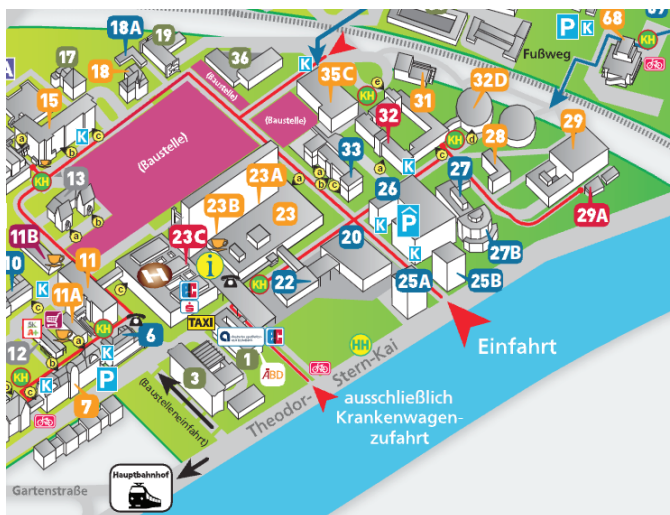 18A
19
36
K
68
P
K
KH
Fußweg
17
18
A
15
(Baustelle)
35C
KH
c
31
32D
K
a
b
c
(Baustelle)
(Baustelle)
32
KH
d
c
28
29
33
K
a
b
c
a
KH
13
b
23A
23B
23
26
27
29A
P
11B
23C
H
i
20
K
27B
10
11
c
KH
22
25A
25B
11A
S
TAXI
6
KH
a
K
12
KH
K
P
b
7
3
1
ABD
HH
Einfahrt
ausschließlich
Krankenwagen-
zufahrt
Theodor-Stern-Kai
(Baustelleneinfahrt)
Hauptbahnhof
Gartenstraße